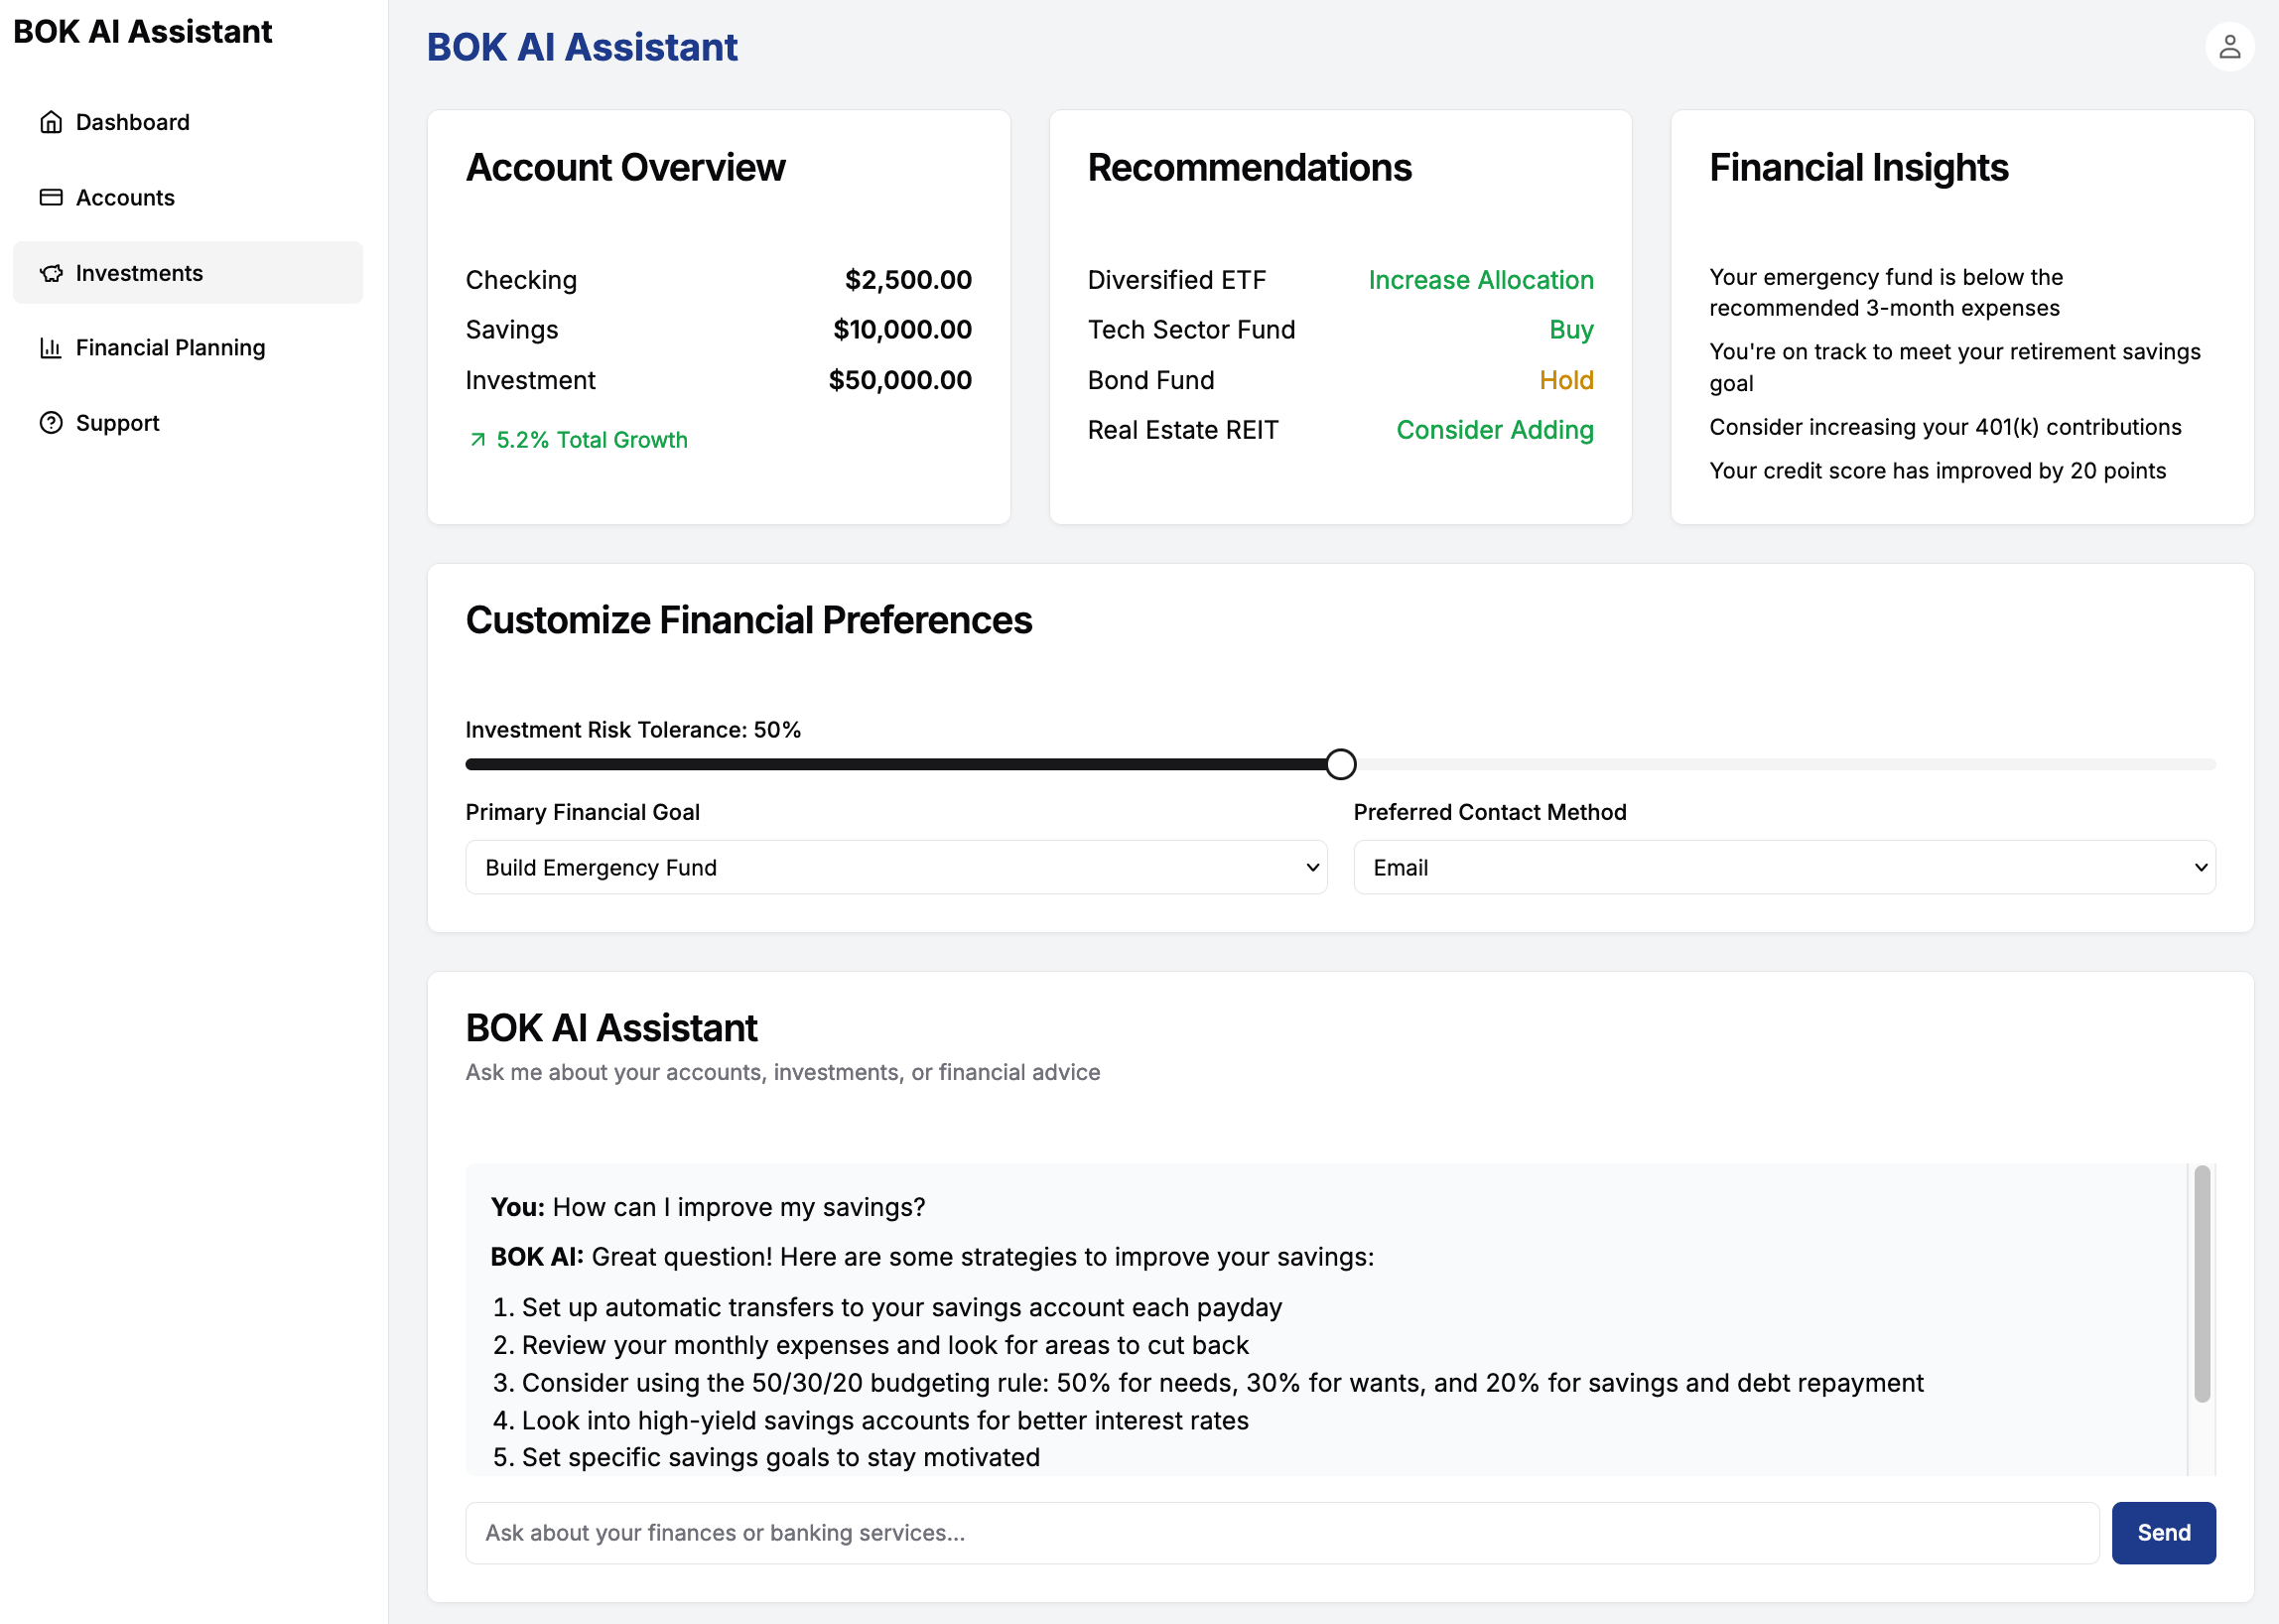 BOK AI Assistant
Dashboard
Accounts
Investments
Financial Planning
Support
BOK AI Assistant
Account Overview
Checking $2,500.00
Savings $10,000.00
Investment $50,000.00
5.2% Total Growth
Recommendations
Diversified ETF Increase Allocation
Tech Sector Fund Buy
Bond Fund Hold
Real Estate REIT Consider Adding
Financial Insights
Your emergency fund is below the
recommended 3-month expenses
You're on track to meet your retirement savings
goal
Consider increasing your 401(k) contributions
Your credit score has improved by 20 points
Customize Financial Preferences
Investment Risk Tolerance: 50%
Primary Financial Goal
Build Emergency Fund
Preferred Contact Method
Email
BOK AI Assistant
Ask me about your accounts, investments, or financial advice
You: How can I improve my savings?
BOK AI: Great question! Here are some strategies to improve your savings:
1. Set up automatic transfers to your savings account each payday
2. Review your monthly expenses and look for areas to cut back
3. Consider using the 50/30/20 budgeting rule: 50% for needs, 30% for wants, and 20% for savings and debt repayment
4. Look into high-yield savings accounts for better interest rates
5. Set specific savings goals to stay motivated
Ask about your finances or banking services...
Send